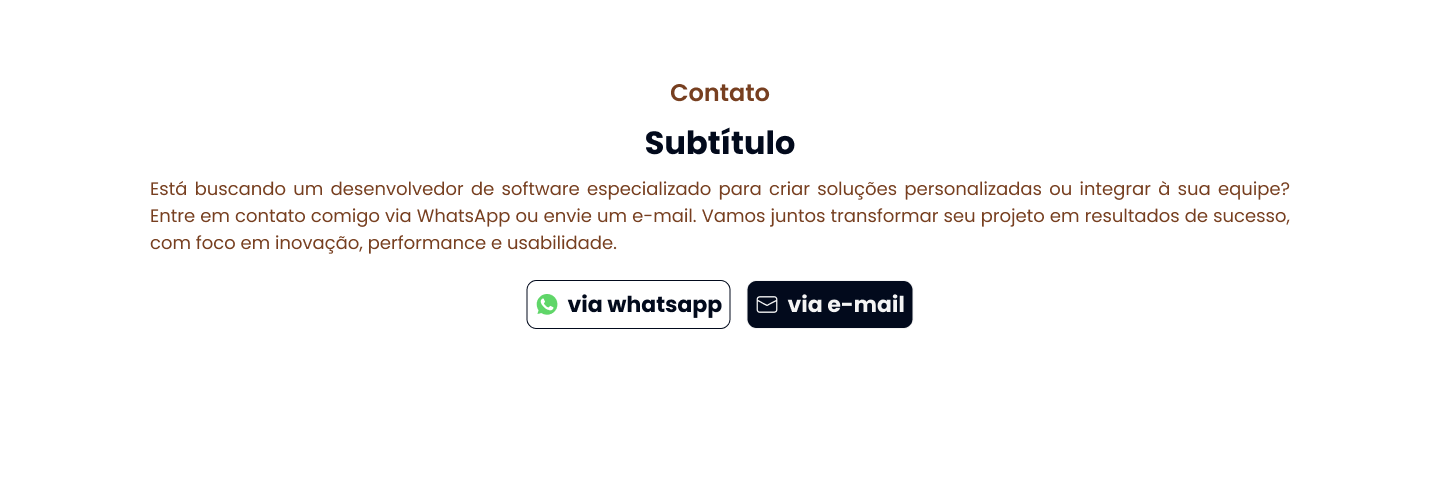 Contato
Subtítulo
Está buscando um desenvolvedor de software especializado para criar soluções personalizadas ou integrar à sua equipe?
Entre em contato comigo via WhatsApp ou envie um e-mail. Vamos juntos transformar seu projeto em resultados de sucesso,
com foco em inovação, performance e usabilidade.
via whatsapp
via e-mail